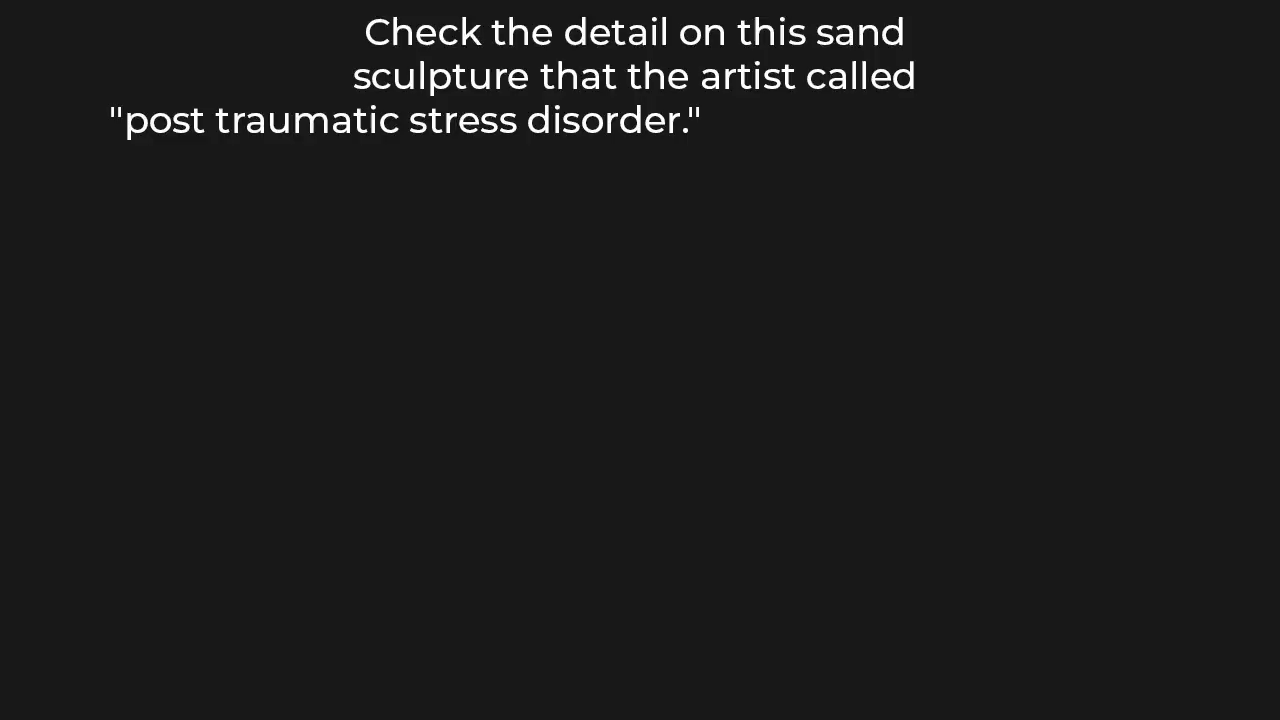 Check the detail on this sand
sculpture that the artist called
"post traumatic stress disorder."